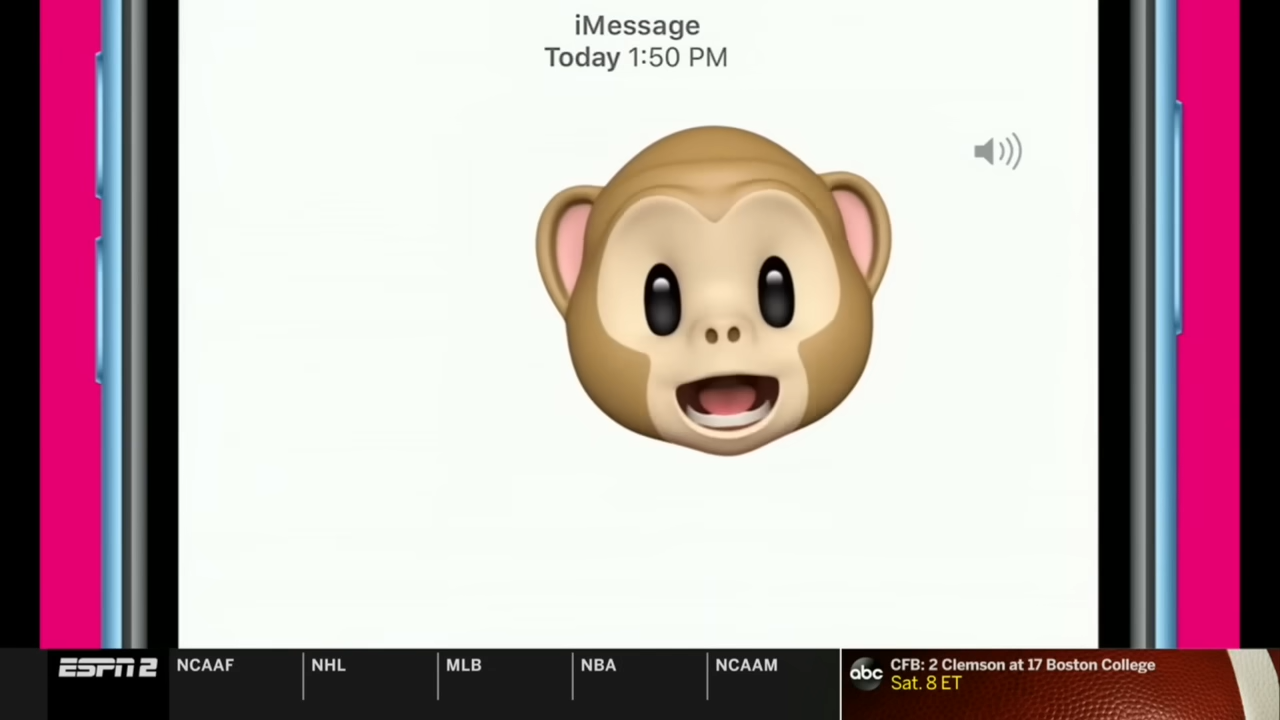 iMessage
Today 1:50 PM
ESPN2
NCAAF
NHL
MLB
NBA
NCAAM
abc
CFB: 2 Clemson at 17 Boston College
Sat. 8 ET